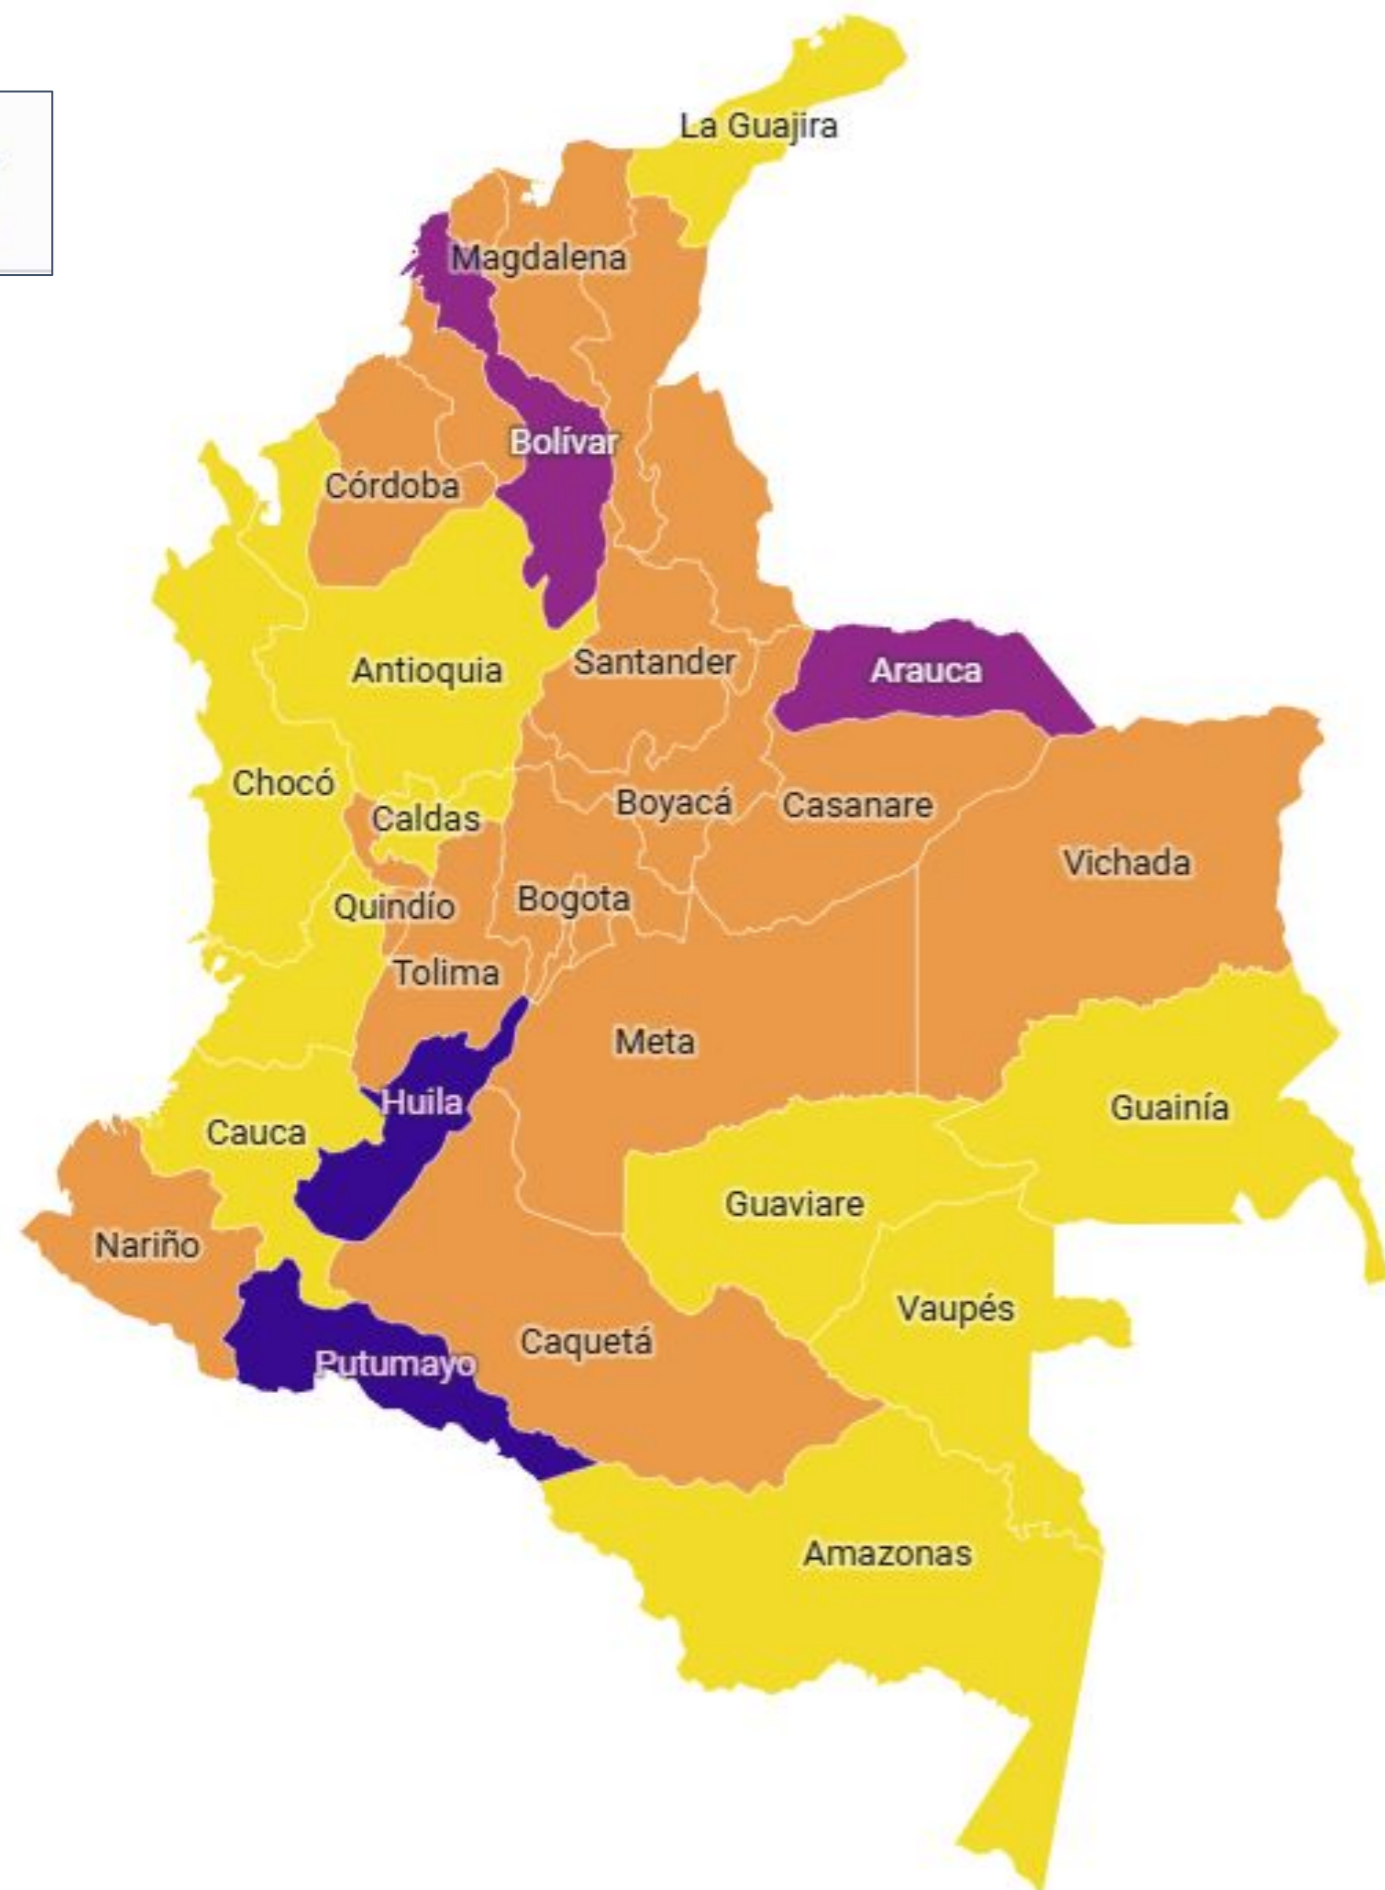 La Guajira
Magdalena
Bolívar
Córdoba
Santander
Arauca
Antioquia
Chocó
Caldas
Boyacá
Casanare
Vichada
Quindío
Bogota
Tolima
Meta
Huila
Guainía
Cauca
Guaviare
Nariño
Vaupés
Caquetá
Putumayo
Amazonas